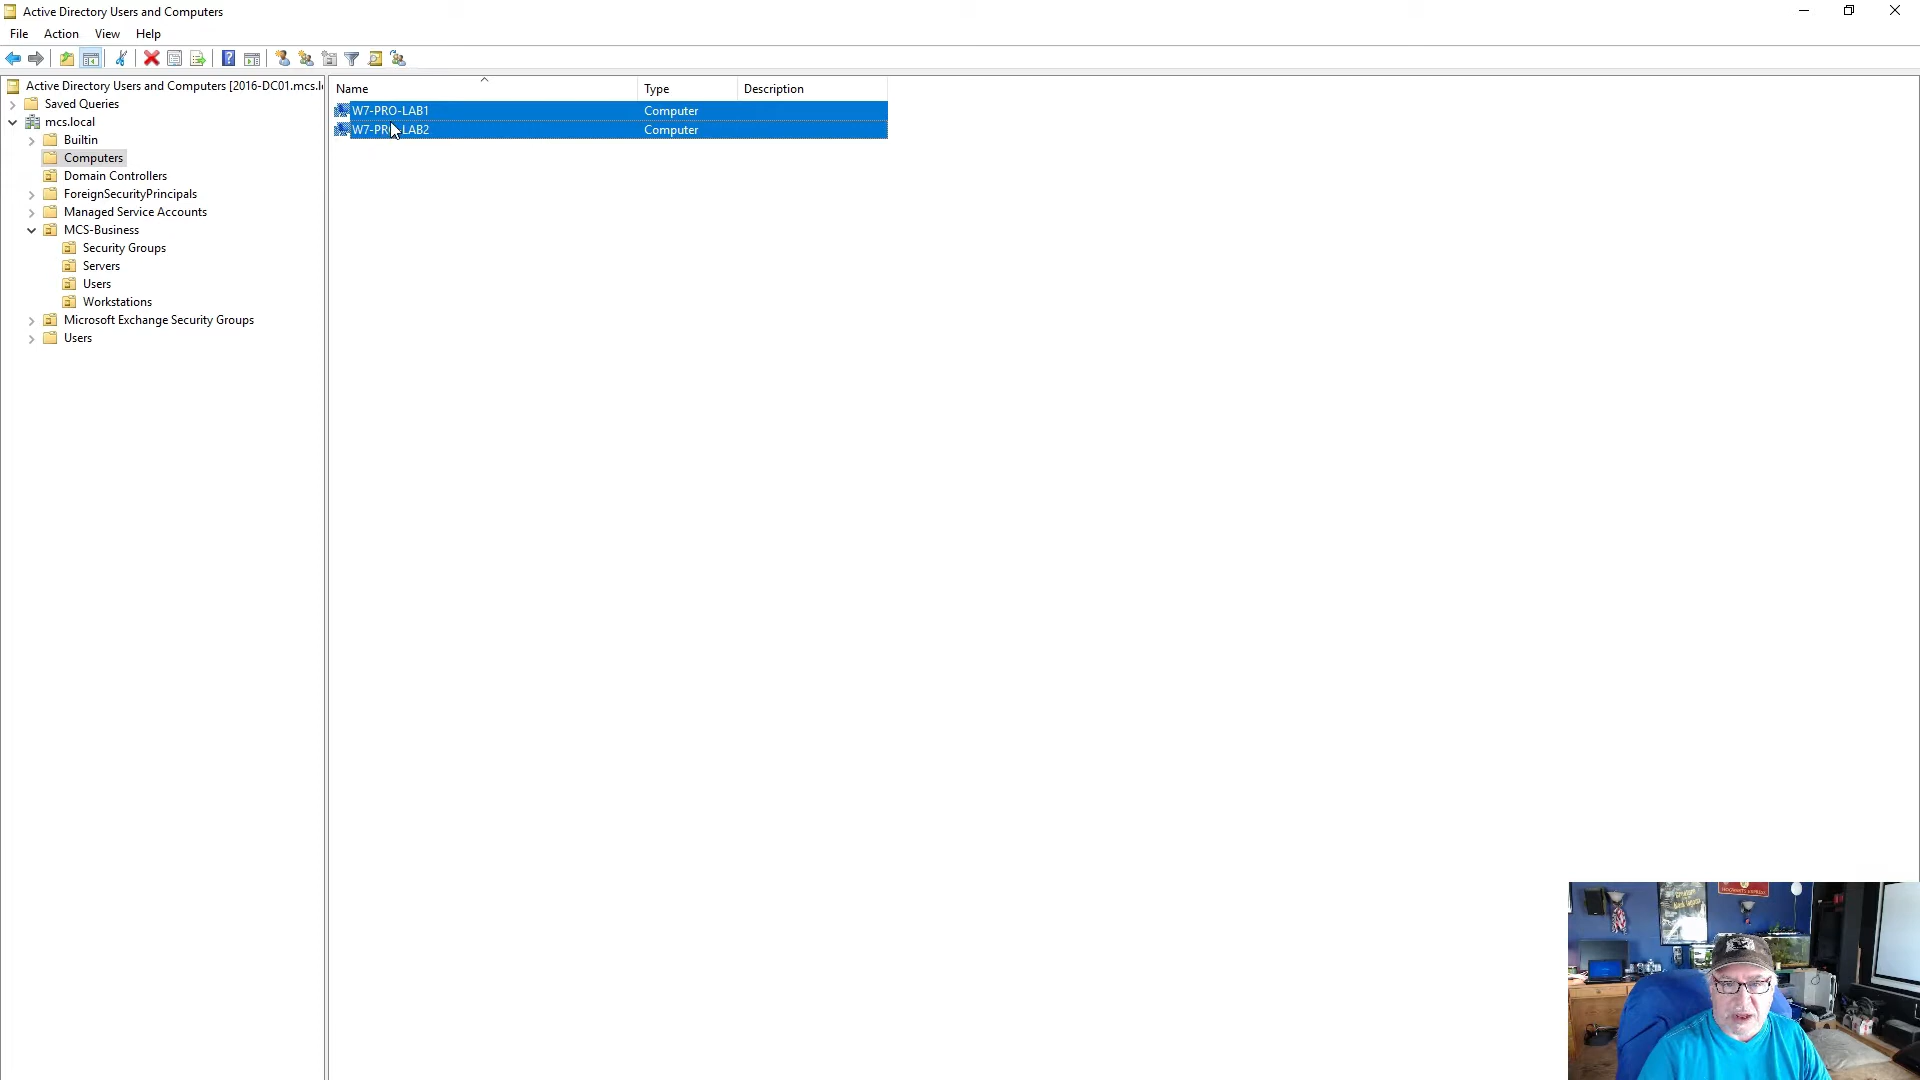 Active Directory Users and Computers
File Action View Help
Active Directory Users and Computers [2016-DC01.mcs.l
Saved Queries
mcs.local
Builtin
Computers
Domain Controllers
ForeignSecurityPrincipals
Managed Service Accounts
MCS-Business
Security Groups
Servers
Users
Workstations
Microsoft Exchange Security Groups
Users
Name Type Description
W7-PRO-LAB1 Computer
W7-PRO-LAB2 Computer